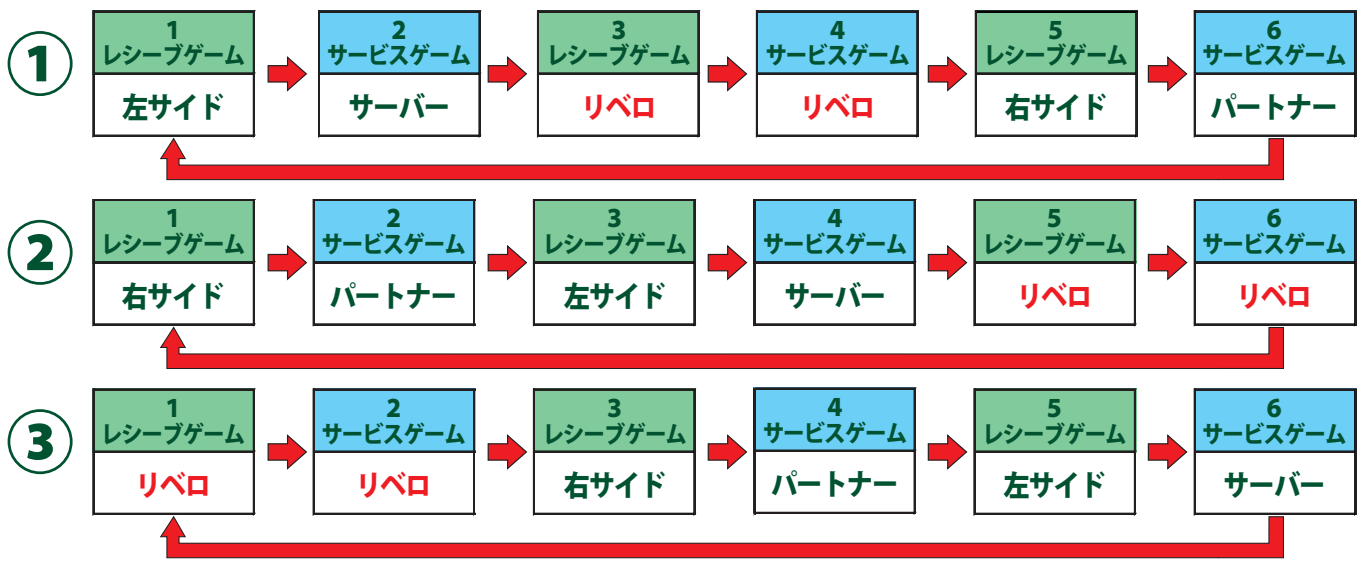 ①
1
レシーブゲーム
左サイド
2
サービスゲーム
サーバー
3
レシーブゲーム
リベロ
4
サービスゲーム
リベロ
5
レシーブゲーム
右サイド
6
サービスゲーム
パートナー
②
1
レシーブゲーム
右サイド
2
サービスゲーム
パートナー
3
レシーブゲーム
左サイド
4
サービスゲーム
サーバー
5
レシーブゲーム
リベロ
6
サービスゲーム
リベロ
③
1
レシーブゲーム
リベロ
2
サービスゲーム
リベロ
3
レシーブゲーム
右サイド
4
サービスゲーム
パートナー
5
レシーブゲーム
左サイド
6
サービスゲーム
サーバー